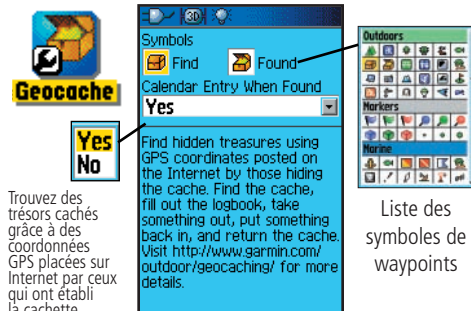 Geocache
Yes
No
Trouvez des
trésors cachés
grâce à des
coordonnées
GPS placées sur
Internet par ceux
qui ont établi
la cachette
3D
Symbols
Find
Found
Calendar Entry When Found
Yes
Find hidden treasures using
GPS coordinates posted on
the Internet by those hiding
the cache. Find the cache,
fill out the logbook, take
something out, put something
back in, and return the cache.
Visit http://www.garmin.com/
outdoor/geocaching/ for more
details.
Outdoors
Markers
Marine
Liste des
symboles de
waypoints